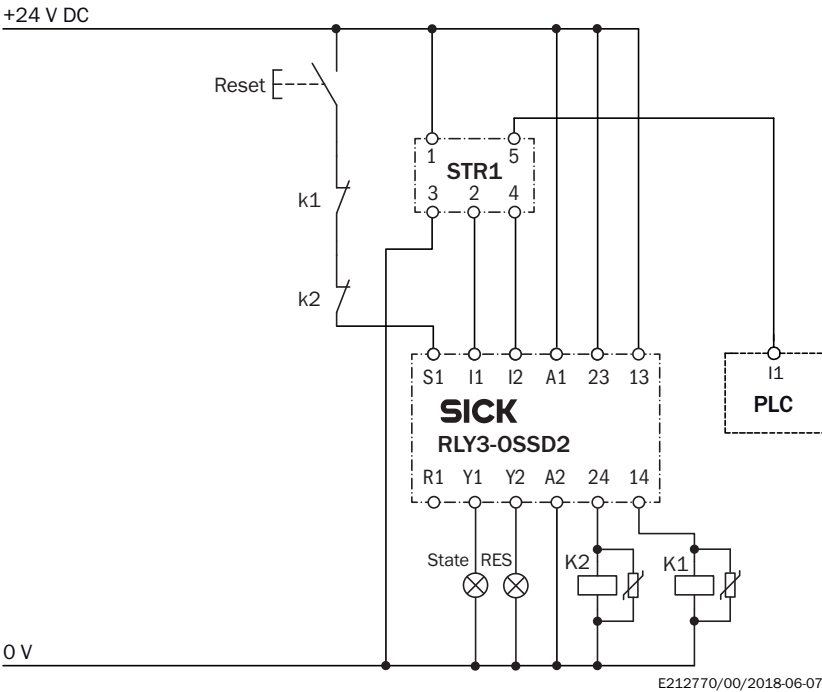 +24 V DC
Reset
1 5
STR1
3 2 4
k1
k2
S1 I1 I2 A1 23 13
SICK
RLY3-OSSD2
R1 Y1 Y2 A2 24 14
I1
PLC
State RES K2 K1
0 V
E212770/00/2018-06-07